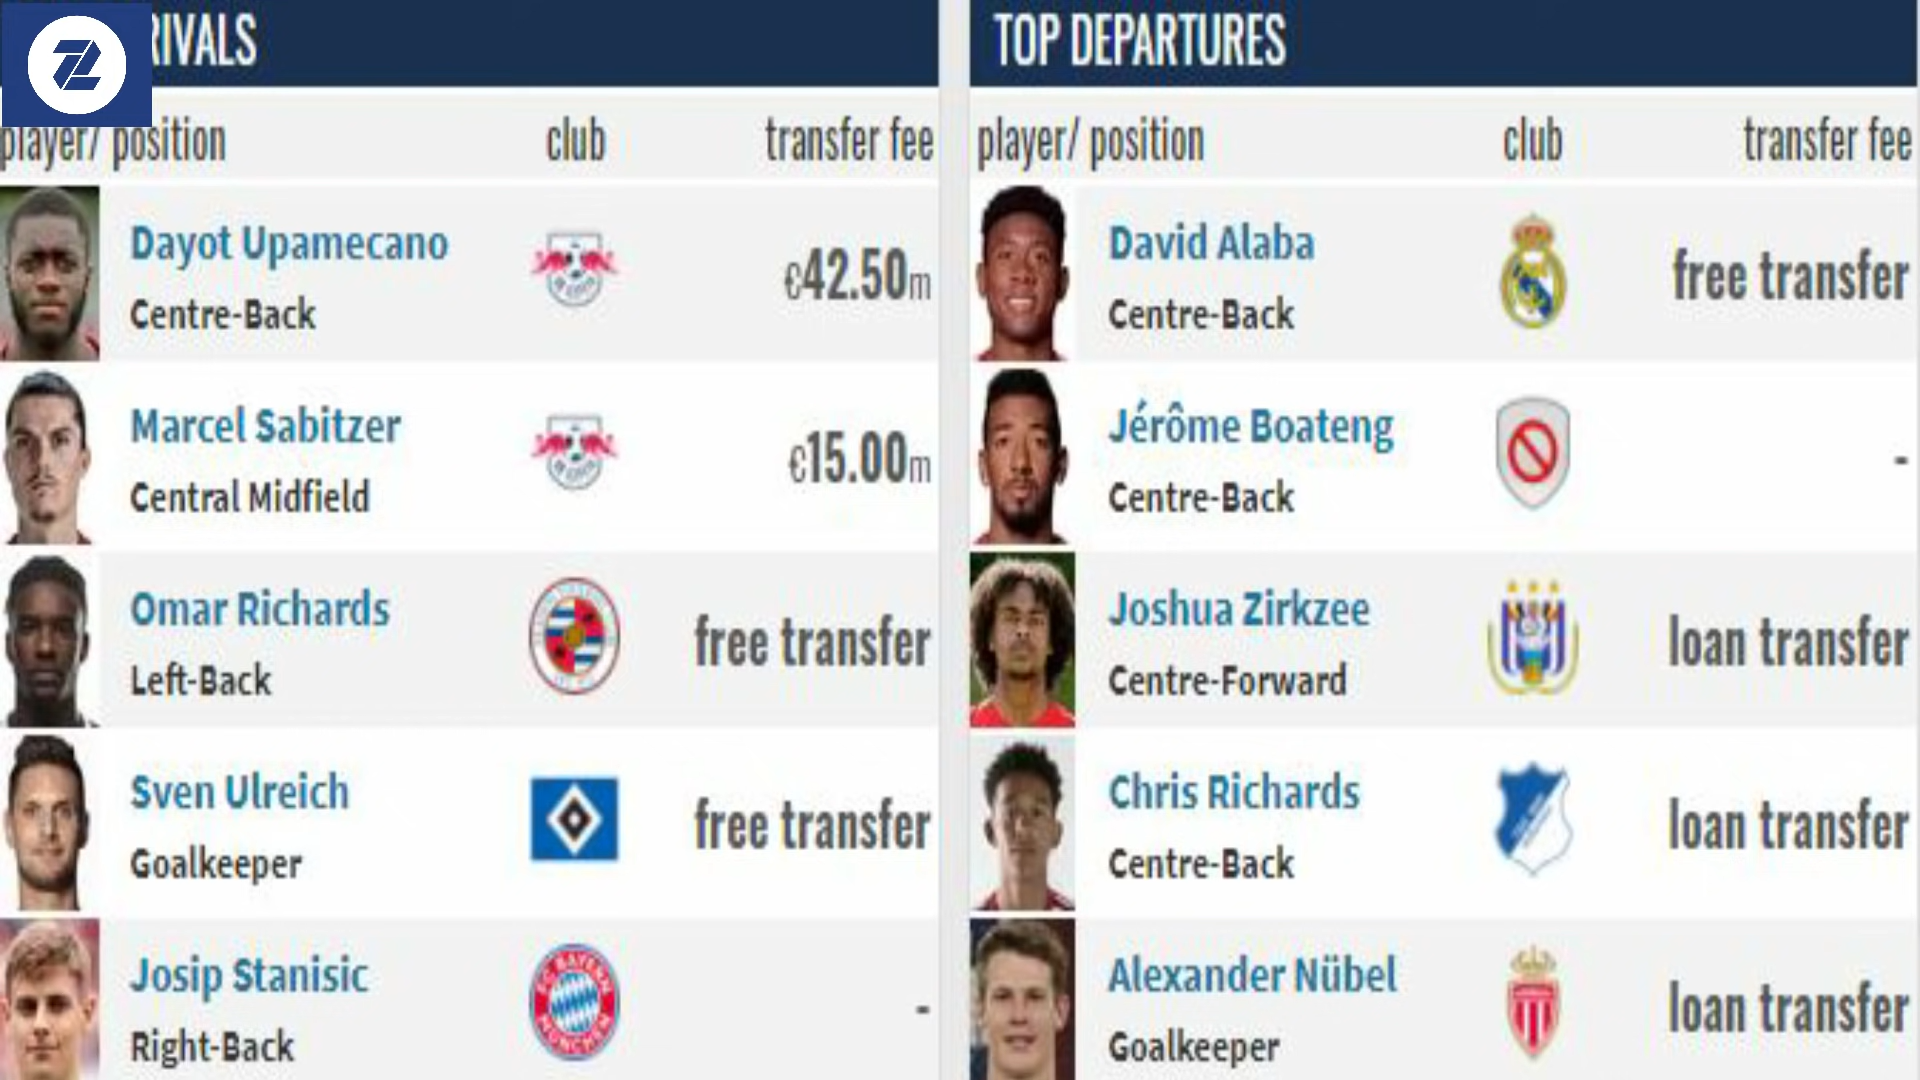 RIVALS
player/ position club transfer fee
Dayot Upamecano
Centre-Back
€42.50m
Marcel Sabitzer
Central Midfield
€15.00m
Omar Richards
Left-Back
free transfer
Sven Ulreich
Goalkeeper
free transfer
Josip Stanisic
Right-Back
FC BAYERN
MÜNCHEN
-
TOP DEPARTURES
player/ position club transfer fee
David Alaba
Centre-Back
free transfer
Jérôme Boateng
Centre-Back
-
Joshua Zirkzee
Centre-Forward
loan transfer
Chris Richards
Centre-Back
loan transfer
Alexander Nübel
Goalkeeper
loan transfer